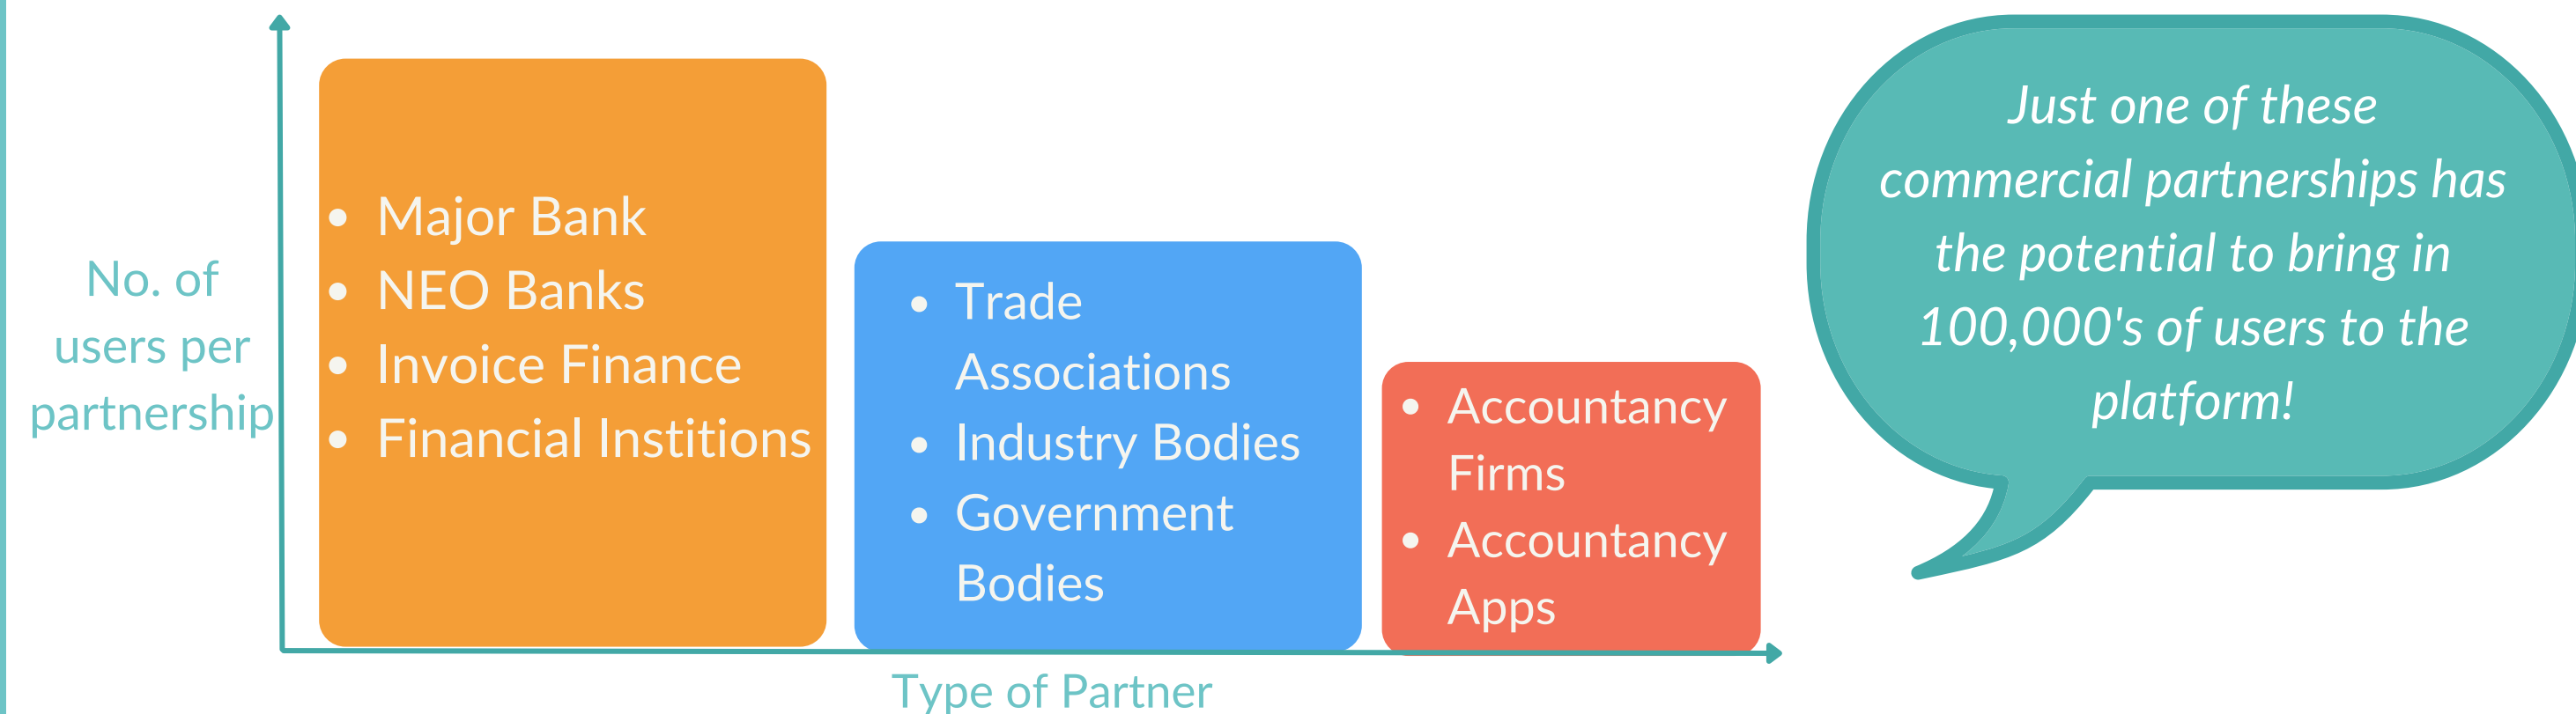 No. of
users per
partnership
Major Bank
NEO Banks
Invoice Finance
Financial Institions
Trade
Associations
Industry Bodies
Government
Bodies
Accountancy
Firms
Accountancy
Apps
Type of Partner
Just one of these
commercial partnerships has
the potential to bring in
100,000's of users to the
platform!